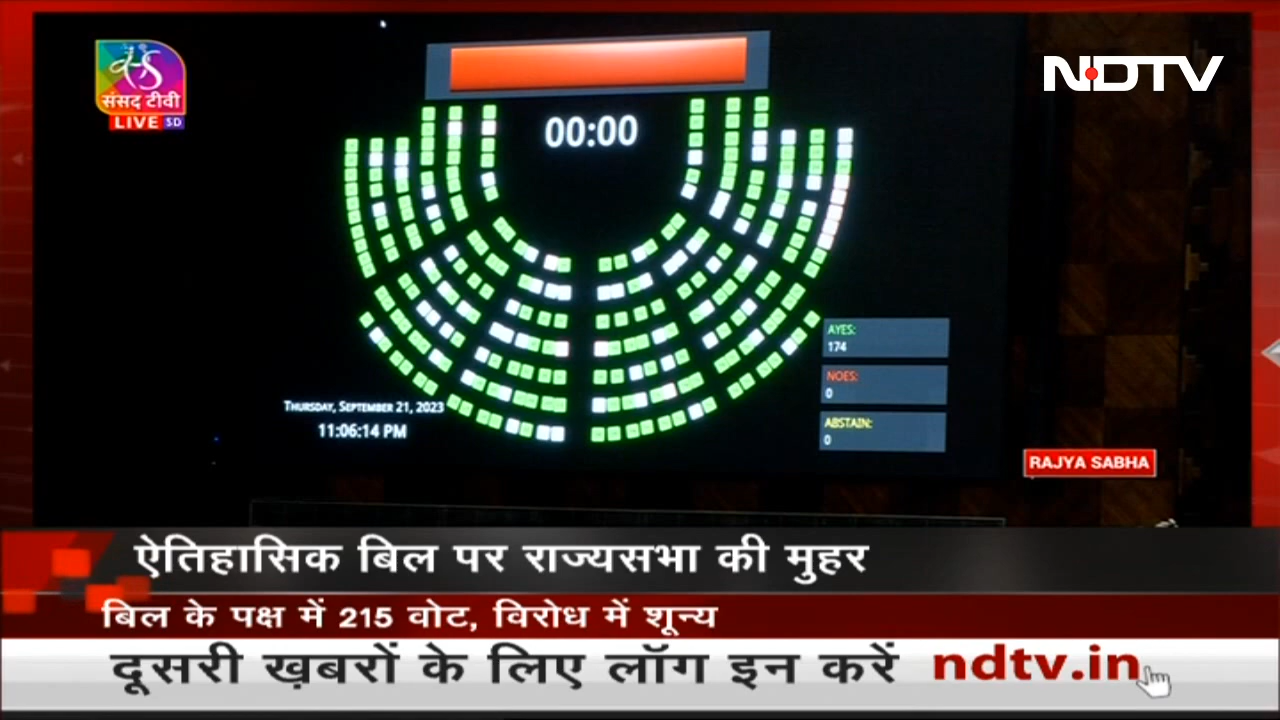 संसद टीवी
LIVE SD
NDTV
00:00
AYES:
174
NOES:
0
ABSTAIN:
0
THURSDAY, SEPTEMBER 21, 2023
11:06:14 PM
RAJYA SABHA
ऐतिहासिक बिल पर राज्यसभा की मुहर
बिल के पक्ष में 215 वोट, विरोध में शून्य
दूसरी ख़बरों के लिए लॉग इन करें ndtv.in